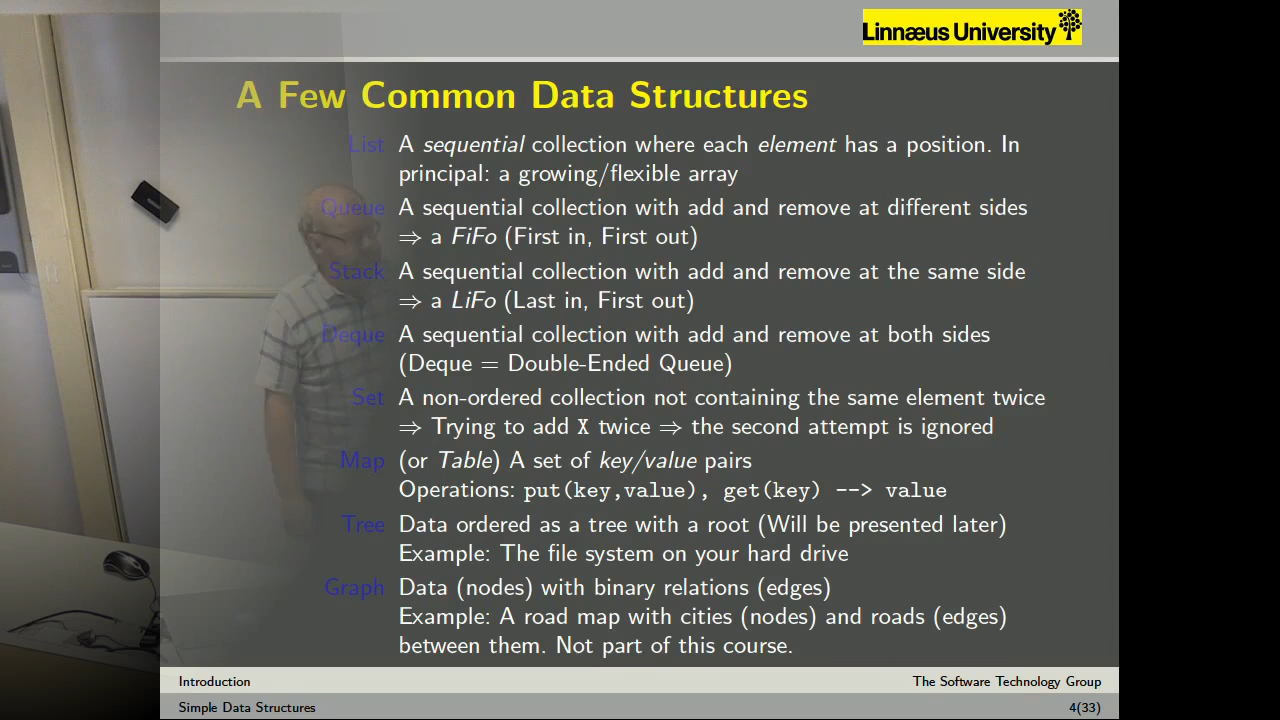 Linnæus University
A Few Common Data Structures
List A sequential collection where each element has a position. In
principal: a growing/flexible array
Queue A sequential collection with add and remove at different sides
⇒ a FiFo (First in, First out)
Stack A sequential collection with add and remove at the same side
⇒ a LiFo (Last in, First out)
Deque A sequential collection with add and remove at both sides
(Deque = Double-Ended Queue)
Set A non-ordered collection not containing the same element twice
⇒ Trying to add X twice ⇒ the second attempt is ignored
Map (or Table) A set of key/value pairs
Operations: put(key,value), get(key) --> value
Tree Data ordered as a tree with a root (Will be presented later)
Example: The file system on your hard drive
Graph Data (nodes) with binary relations (edges)
Example: A road map with cities (nodes) and roads (edges)
between them. Not part of this course.
Introduction The Software Technology Group
Simple Data Structures 4(33)